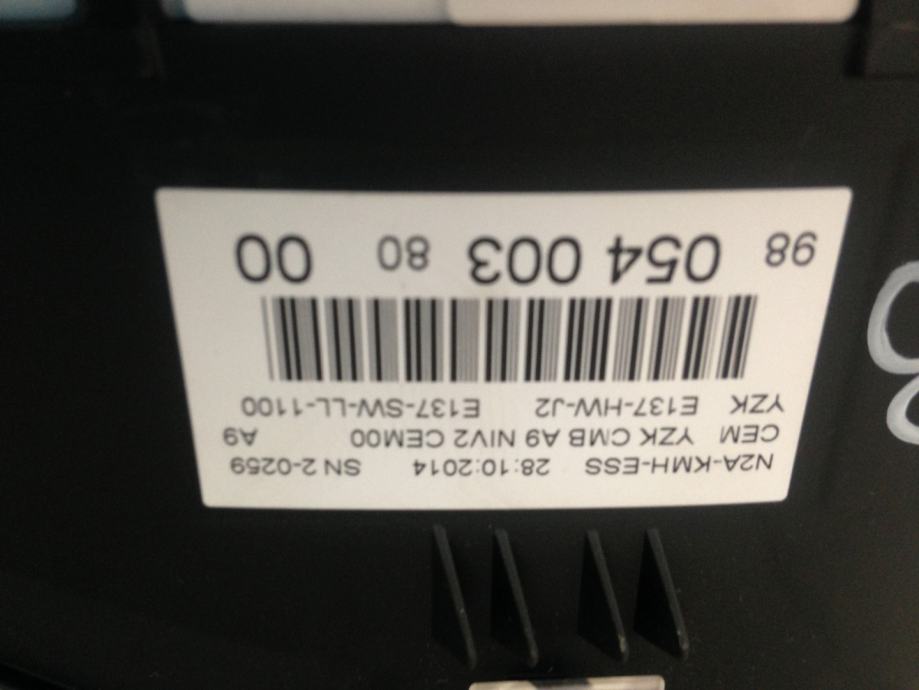 N2A-KMH-ESS 28:10:2014 SN 2-0259
CEM YZK CMB A9 NIV2 CEM00 A9
YZK E137-HW-J2 E137-SW-LL-1100
98 054 003 80 00